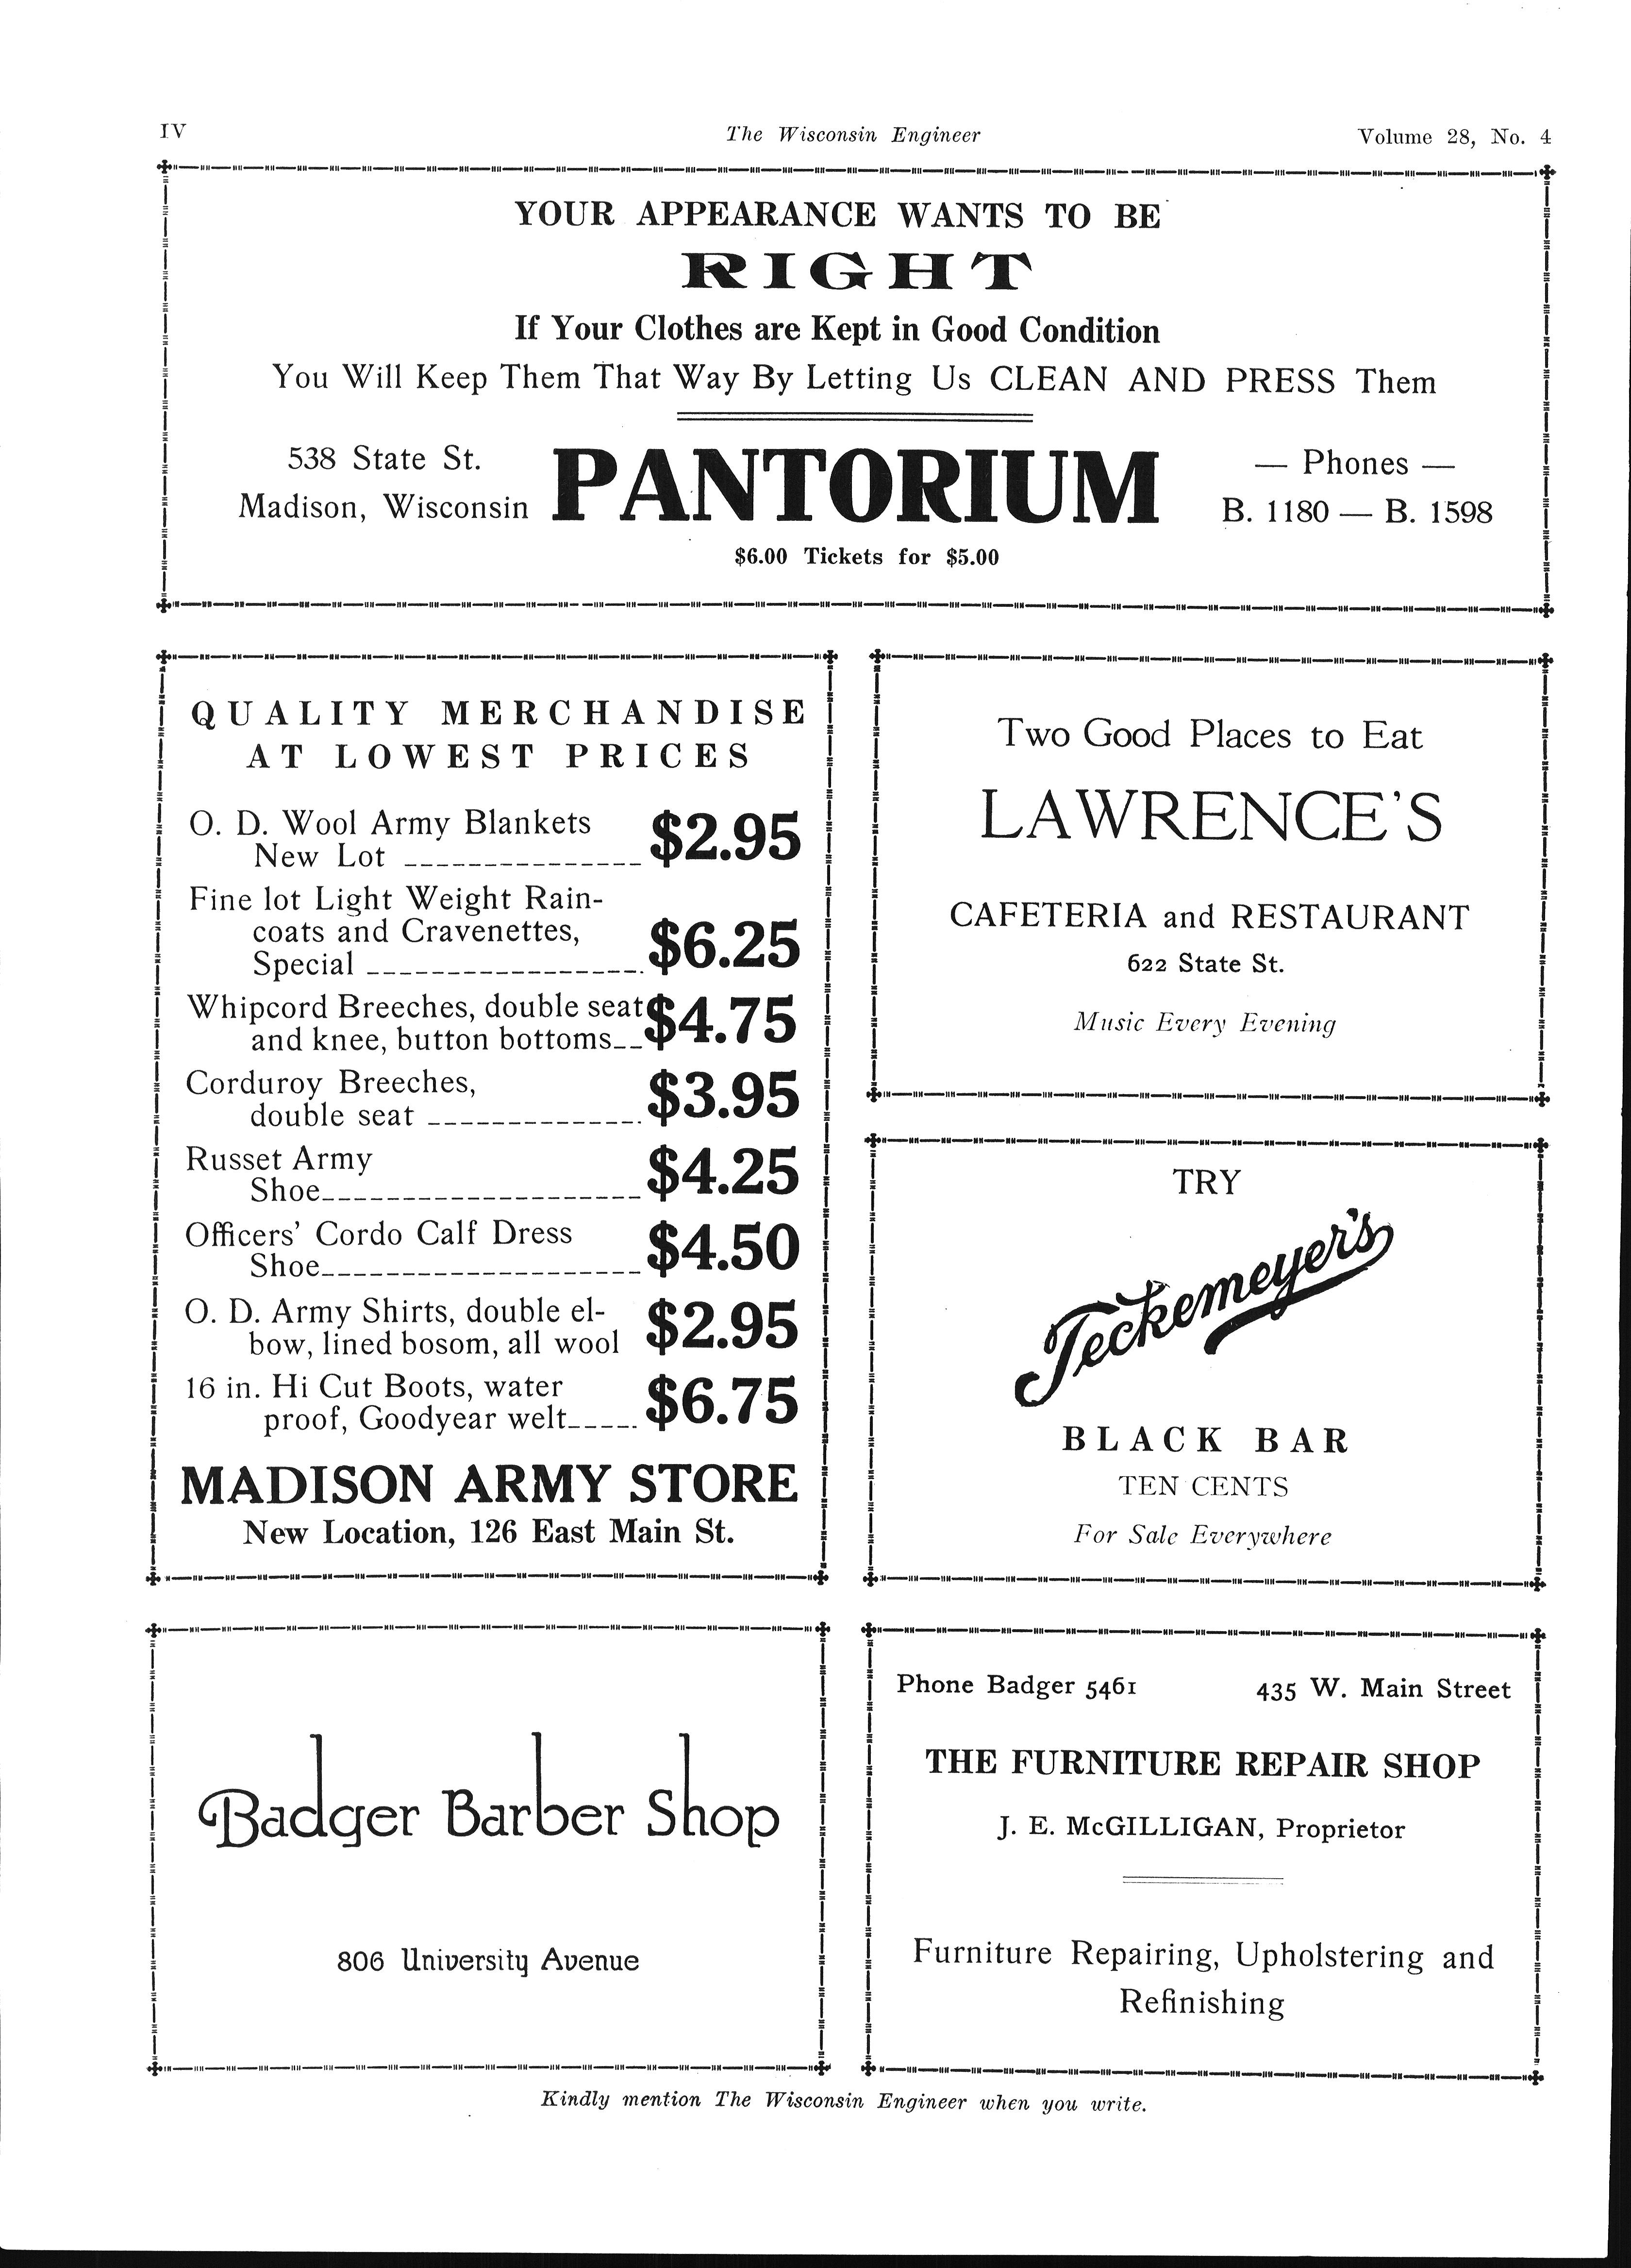 IV The Wisconsin Engineer Volume 28, No. 4
YOUR APPEARANCE WANTS TO BE
RIGHT
If Your Clothes are Kept in Good Condition
You Will Keep Them That Way By Letting Us CLEAN AND PRESS Them
538 State St.
Madison, Wisconsin
PANTORIUM
— Phones —
B. 1180 — B. 1598
$6.00 Tickets for $5.00
QUALITY MERCHANDISE
AT LOWEST PRICES
O. D. Wool Army Blankets
New Lot _______________ $2.95
Fine lot Light Weight Rain-
coats and Cravenettes,
Special _________________ $6.25
Whipcord Breeches, double seat
and knee, button bottoms__ $4.75
Corduroy Breeches,
double seat ______________ $3.95
Russet Army
Shoe____________________ $4.25
Officers' Cordo Calf Dress
Shoe____________________ $4.50
O. D. Army Shirts, double el-
bow, lined bosom, all wool $2.95
16 in. Hi Cut Boots, water
proof, Goodyear welt_____ $6.75
MADISON ARMY STORE
New Location, 126 East Main St.
Two Good Places to Eat
LAWRENCE'S
CAFETERIA and RESTAURANT
622 State St.
Music Every Evening
TRY
Teckemeyer's
BLACK BAR
TEN CENTS
For Sale Everywhere
Badger Barber Shop
806 University Avenue
Phone Badger 5461 435 W. Main Street
THE FURNITURE REPAIR SHOP
J. E. McGILLIGAN, Proprietor
Furniture Repairing, Upholstering and
Refinishing
Kindly mention The Wisconsin Engineer when you write.